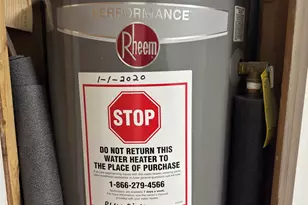 PERFORMANCE
Rheem
1-1-2020
STOP
DO NOT RETURN THIS
WATER HEATER TO
THE PLACE OF PURCHASE
1-866-279-4566